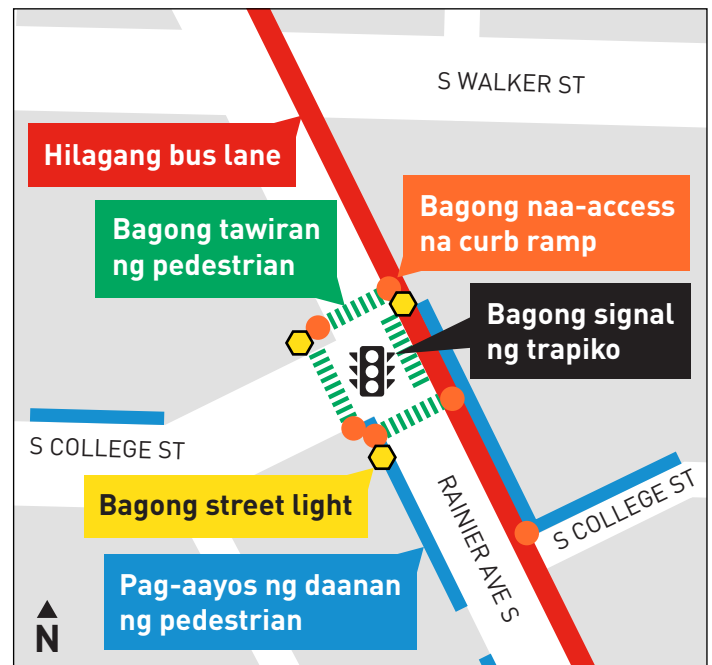 S WALKER ST
Hilagang bus lane
Bagong tawiran
ng pedestrian
Bagong naa-access
na curb ramp
Bagong signal
ng trapiko
S COLLEGE ST
Bagong street light
RAINIER AVE S
S COLLEGE ST
Pag-aayos ng daanan
ng pedestrian
N